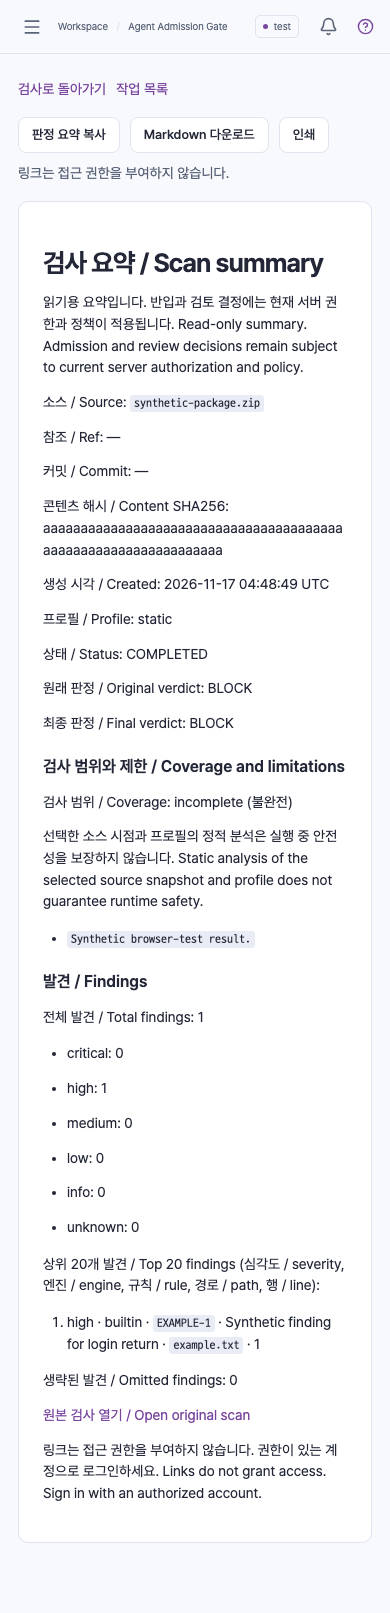 Workspace / Agent Admission Gate test
검사로 돌아가기 작업 목록
판정 요약 복사 Markdown 다운로드 인쇄
링크는 접근 권한을 부여하지 않습니다.
검사 요약 / Scan summary
읽기용 요약입니다. 반입과 검토 결정에는 현재 서버 권
한과 정책이 적용됩니다. Read-only summary.
Admission and review decisions remain subject
to current server authorization and policy.
소스 / Source: synthetic-package.zip
참조 / Ref: —
커밋 / Commit: —
콘텐츠 해시 / Content SHA256:
aaaaaaaaaaaaaaaaaaaaaaaaaaaaaaaaaaaaaaaaa
aaaaaaaaaaaaaaaaaaaaaaa
생성 시각 / Created: 2026-11-17 04:48:49 UTC
프로필 / Profile: static
상태 / Status: COMPLETED
원래 판정 / Original verdict: BLOCK
최종 판정 / Final verdict: BLOCK
검사 범위와 제한 / Coverage and limitations
검사 범위 / Coverage: incomplete (불완전)
선택한 소스 시점과 프로필의 정적 분석은 실행 중 안전
성을 보장하지 않습니다. Static analysis of the
selected source snapshot and profile does not
guarantee runtime safety.
• Synthetic browser-test result.
발견 / Findings
전체 발견 / Total findings: 1
• critical: 0
• high: 1
• medium: 0
• low: 0
• info: 0
• unknown: 0
상위 20개 발견 / Top 20 findings (심각도 / severity,
엔진 / engine, 규칙 / rule, 경로 / path, 행 / line):
1. high · builtin · EXAMPLE-1 · Synthetic finding
for login return · example.txt · 1
생략된 발견 / Omitted findings: 0
원본 검사 열기 / Open original scan
링크는 접근 권한을 부여하지 않습니다. 권한이 있는 계
정으로 로그인하세요. Links do not grant access.
Sign in with an authorized account.